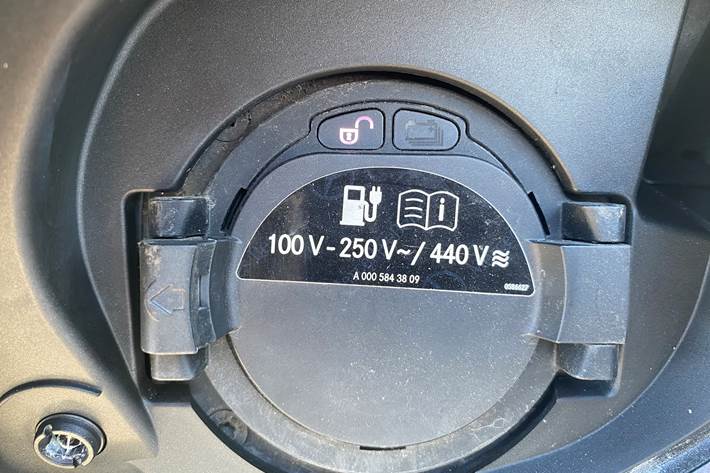 100 V - 250 V ~ / 440 V ≋
A 000 584 38 09